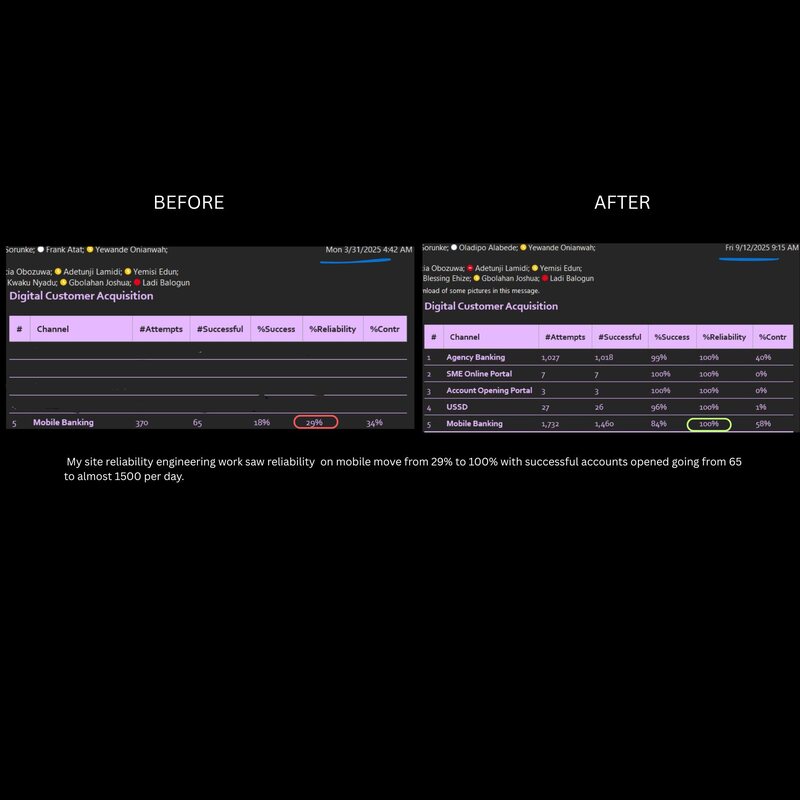 BEFORE
AFTER
Sorunke; Frank Atat; Yewande Onianwah;
Mon 3/31/2025 4:42 AM
cia Obozuwa; Adetunji Lamidi; Yemisi Edun;
Kwaku Nyadu; Gbolahan Joshua; Ladi Balogun
Digital Customer Acquisition
# Channel #Attempts #Successful %Success %Reliability %Contr
5 Mobile Banking 370 65 18% 29% 34%
orunke; Oladipo Alabede; Yewande Onianwah;
Fri 9/12/2025 9:15 AM
ia Obozuwa; Adetunji Lamidi; Yemisi Edun;
Blessing Ehize; Gbolahan Joshua; Ladi Balogun
nload of some pictures in this message.
Digital Customer Acquisition
# Channel #Attempts #Successful %Success %Reliability %Contr
1 Agency Banking 1,027 1,018 99% 100% 40%
2 SME Online Portal 7 7 100% 100% 0%
3 Account Opening Portal 3 3 100% 100% 0%
4 USSD 27 26 96% 100% 1%
5 Mobile Banking 1,732 1,460 84% 100% 58%
My site reliability engineering work saw reliability on mobile move from 29% to 100% with successful accounts opened going from 65
to almost 1500 per day.